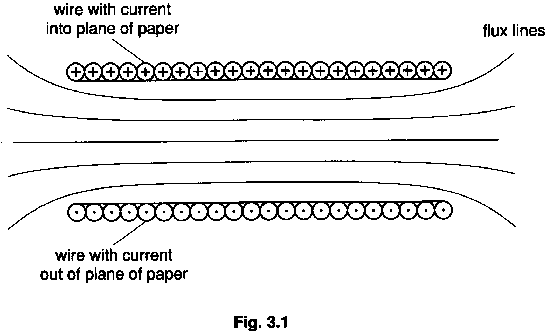 wire with current
into plane of paper
flux lines
wire with current
out of plane of paper
Fig. 3.1